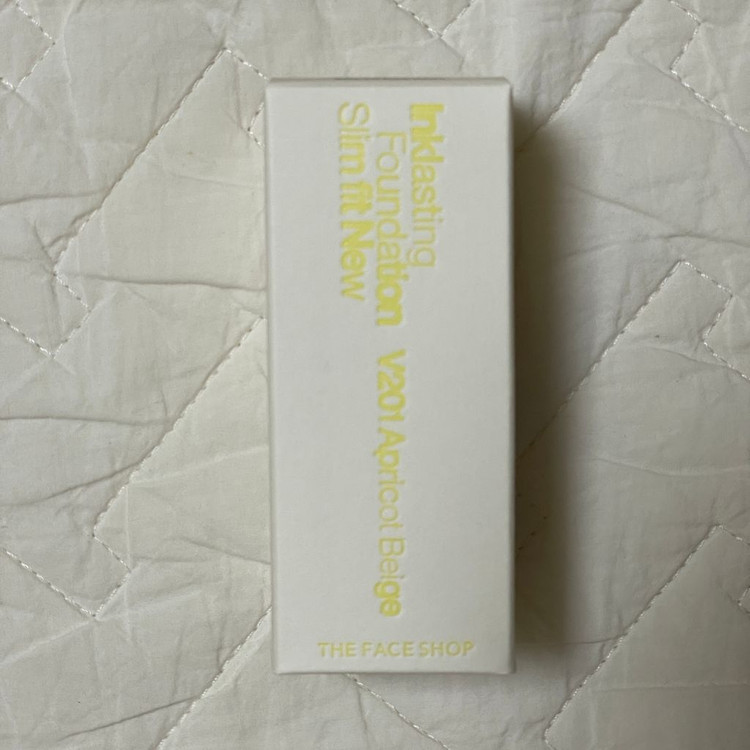 Inklasting
Foundation V201 Apricot Beige
Slim fit New
THE FACE SHOP